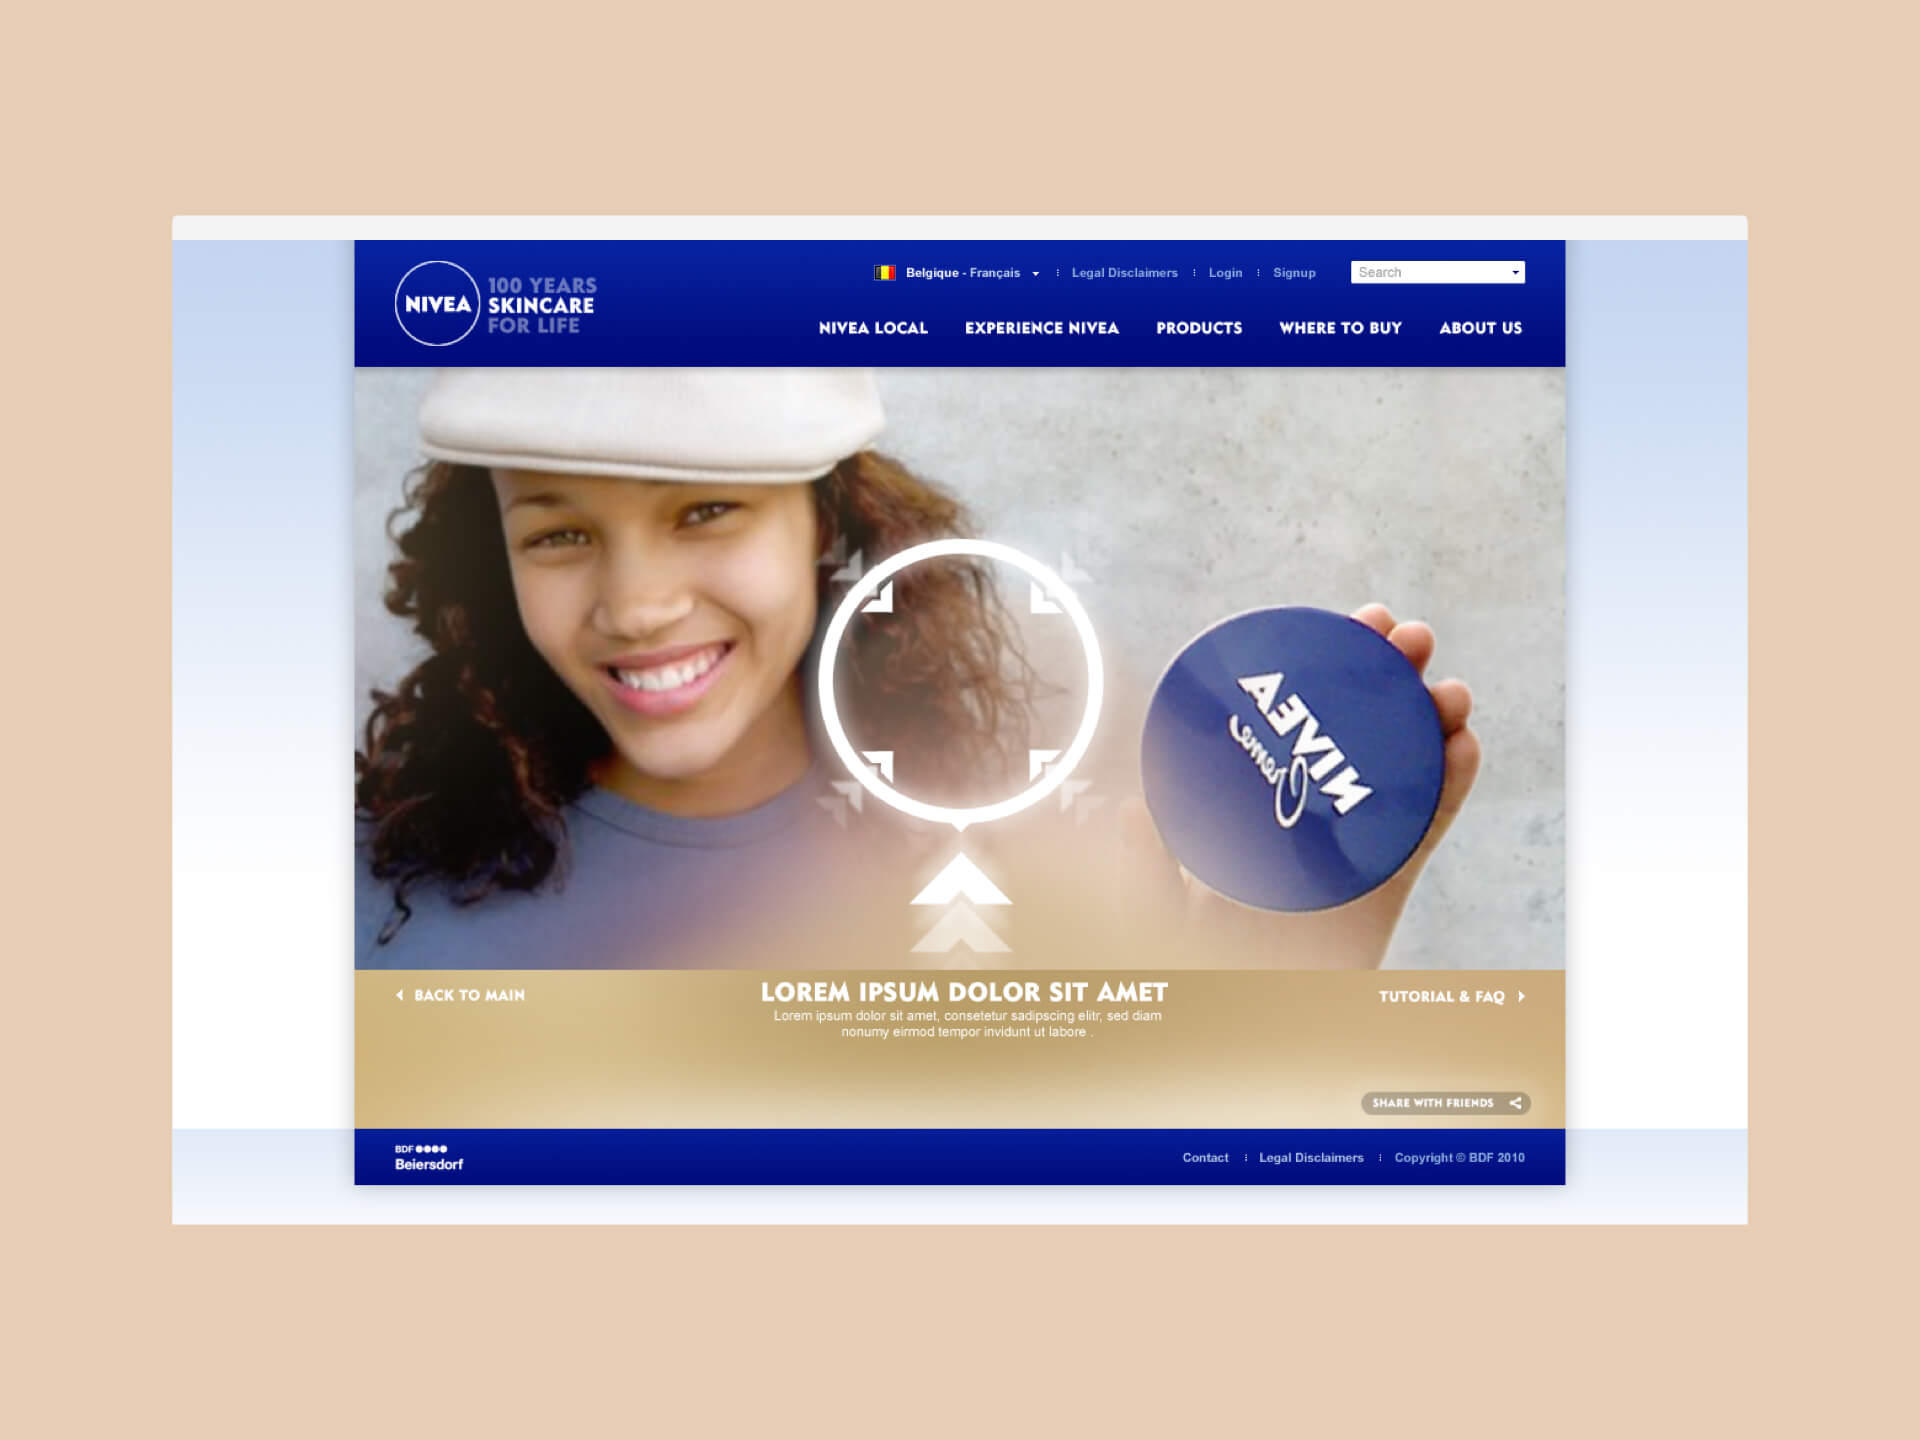 NIVEA
100 YEARS
SKINCARE
FOR LIFE
Belgique - Français
Legal Disclaimers
Login
Signup
Search
NIVEA LOCAL
EXPERIENCE NIVEA
PRODUCTS
WHERE TO BUY
ABOUT US
NIVEA
Creme
BACK TO MAIN
LOREM IPSUM DOLOR SIT AMET
Lorem ipsum dolor sit amet, consetetur sadipscing elitr, sed diam
nonumy eirmod tempor invidunt ut labore .
TUTORIAL & FAQ
SHARE WITH FRIENDS
BDF
Beiersdorf
Contact
Legal Disclaimers
Copyright © BDF 2010